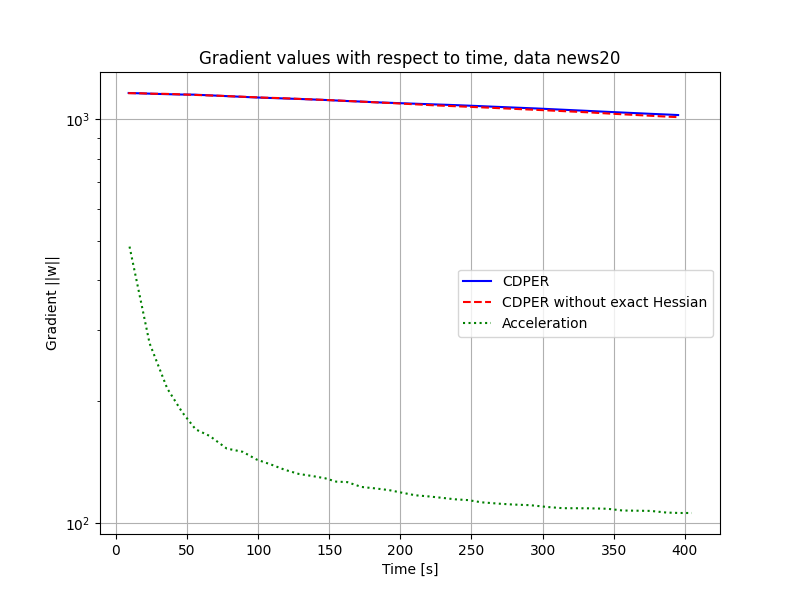 Gradient values with respect to time, data news20
Gradient ||w||
10³
10²
CDPER
CDPER without exact Hessian
Acceleration
0 50 100 150 200 250 300 350 400
Time [s]